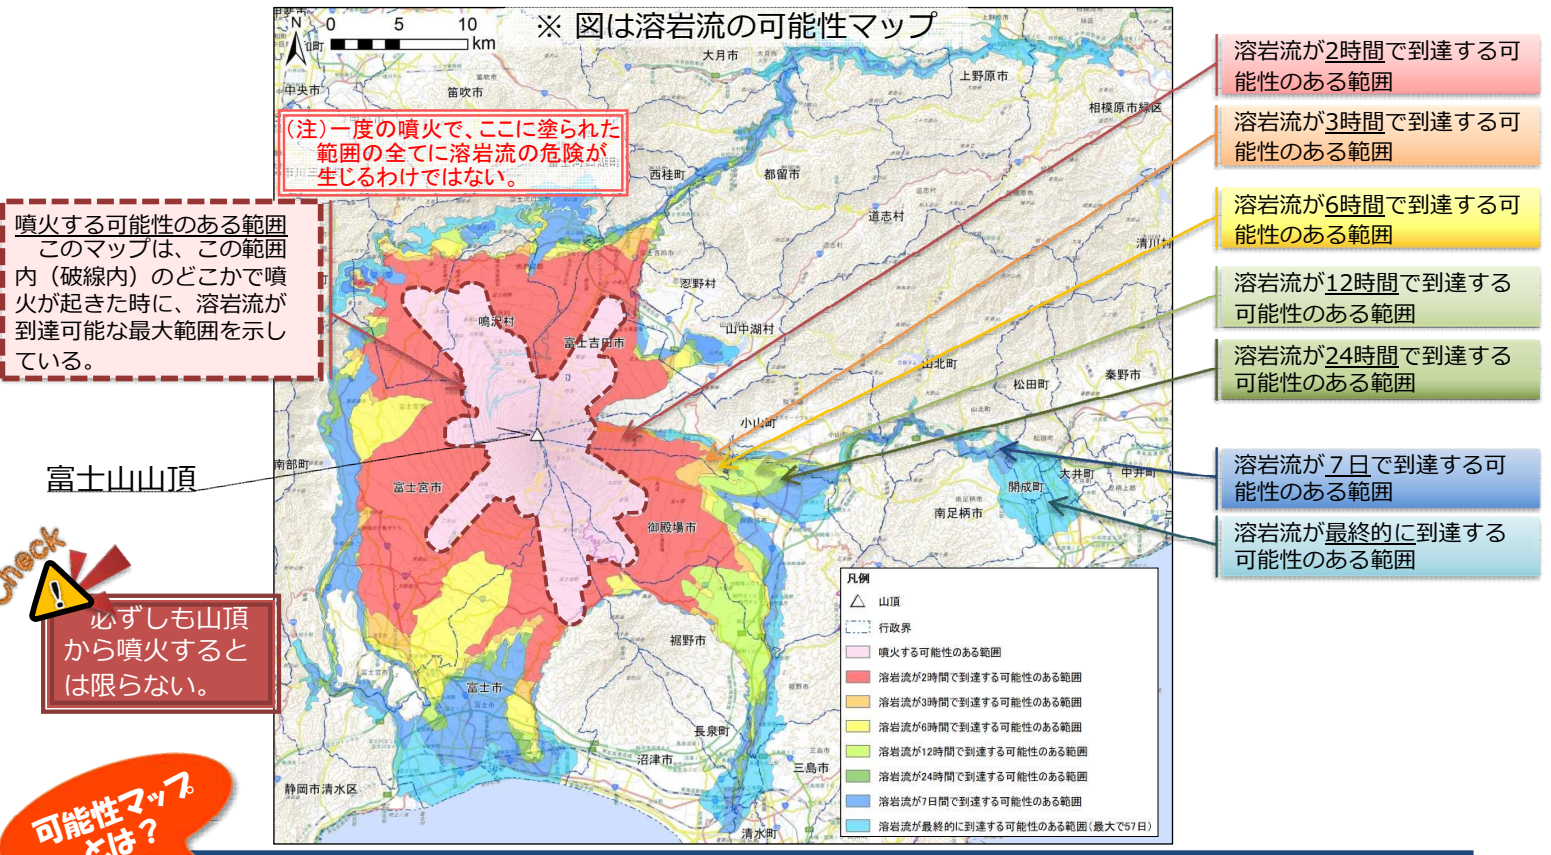 ※ 図は溶岩流の可能性マップ
N 0 5 10
km
(注)一度の噴火で、ここに塗られた
範囲の全てに溶岩流の危険が
生じるわけではない。
噴火する可能性のある範囲
このマップは、この範囲
内（破線内）のどこかで噴
火が起きた時に、溶岩流が
到達可能な最大範囲を示し
ている。
富士山山頂
Check
!
必ずしも山頂
から噴火すると
は限らない。
可能性マップ
とは？
溶岩流が2時間で到達する可
能性のある範囲
溶岩流が3時間で到達する可
能性のある範囲
溶岩流が6時間で到達する可
能性のある範囲
溶岩流が12時間で到達する
可能性のある範囲
溶岩流が24時間で到達する
可能性のある範囲
溶岩流が７日で到達する可
能性のある範囲
溶岩流が最終的に到達する
可能性のある範囲
大月市
上野原市
中央市
笛吹市
相模原市緑区
西桂町
都留市
道志村
清川村
忍野村
鳴沢村
山中湖村
富士吉田市
山北町
松田町
秦野市
小山町
南部町
富士宮市
大井町
中井町
開成町
御殿場市
南足柄市
裾野市
富士市
長泉町
沼津市
三島市
静岡市清水区
清水町
凡例
山頂
行政界
噴火する可能性のある範囲
溶岩流が2時間で到達する可能性のある範囲
溶岩流が3時間で到達する可能性のある範囲
溶岩流が6時間で到達する可能性のある範囲
溶岩流が12時間で到達する可能性のある範囲
溶岩流が24時間で到達する可能性のある範囲
溶岩流が7日間で到達する可能性のある範囲
溶岩流が最終的に到達する可能性のある範囲(最大で57日)